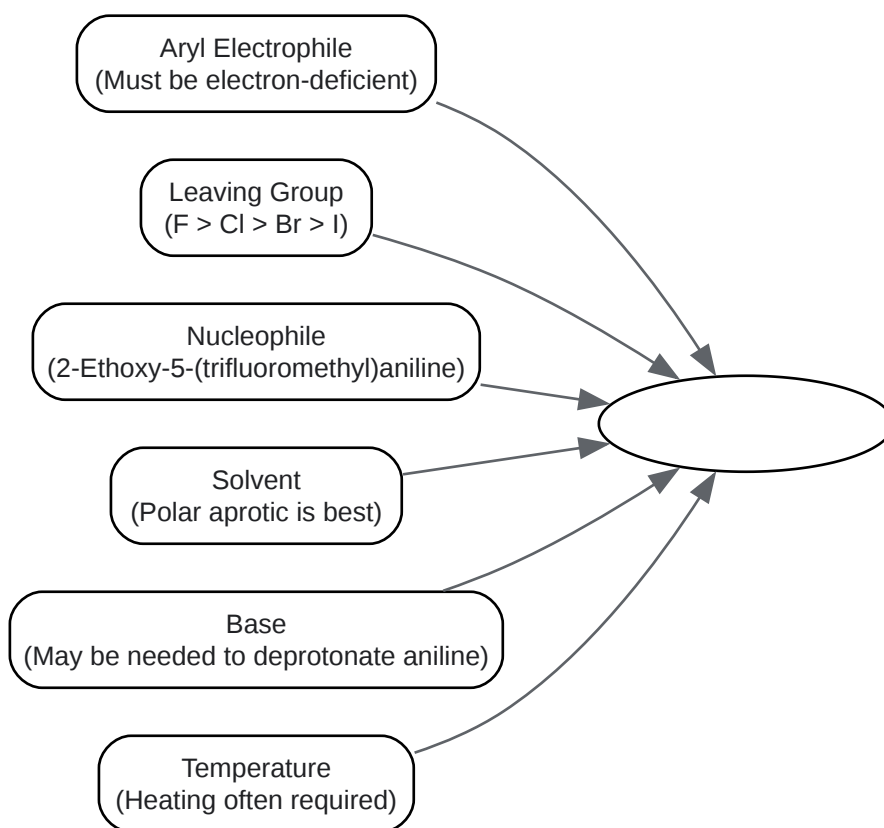 Aryl Electrophile
(Must be electron-deficient)
Leaving Group
(F > Cl > Br > I)
Nucleophile
(2-Ethoxy-5-(trifluoromethyl)aniline)
Solvent
(Polar aprotic is best)
Base
(May be needed to deprotonate aniline)
Temperature
(Heating often required)